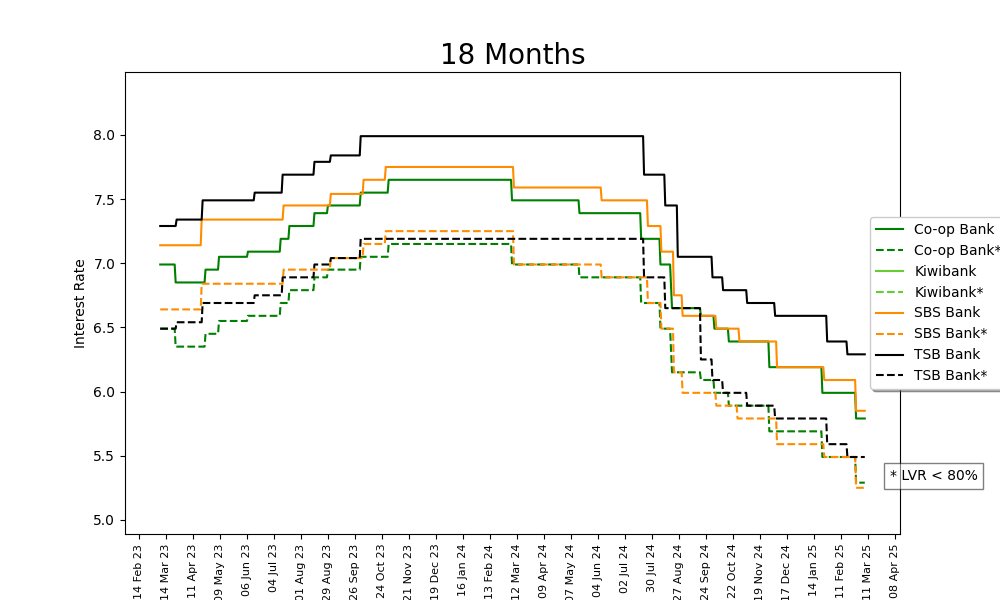 18 Months
Interest Rate
8.0
7.5
7.0
6.5
6.0
5.5
5.0
Co-op Bank
Co-op Bank*
Kiwibank
Kiwibank*
SBS Bank
SBS Bank*
TSB Bank
TSB Bank*
* LVR < 80%
14 Feb 23
14 Mar 23
11 Apr 23
09 May 23
06 Jun 23
04 Jul 23
01 Aug 23
29 Aug 23
26 Sep 23
24 Oct 23
21 Nov 23
19 Dec 23
16 Jan 24
13 Feb 24
12 Mar 24
09 Apr 24
07 May 24
04 Jun 24
02 Jul 24
30 Jul 24
27 Aug 24
24 Sep 24
22 Oct 24
19 Nov 24
17 Dec 24
14 Jan 25
11 Feb 25
11 Mar 25
08 Apr 25